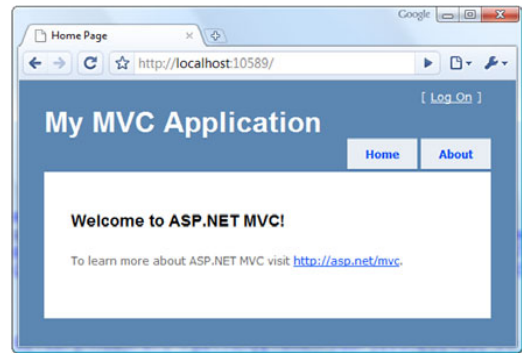 Google
Home Page
http://localhost:10589/
[ Log On ]
My MVC Application
Home
About
Welcome to ASP.NET MVC!
To learn more about ASP.NET MVC visit http://asp.net/mvc.